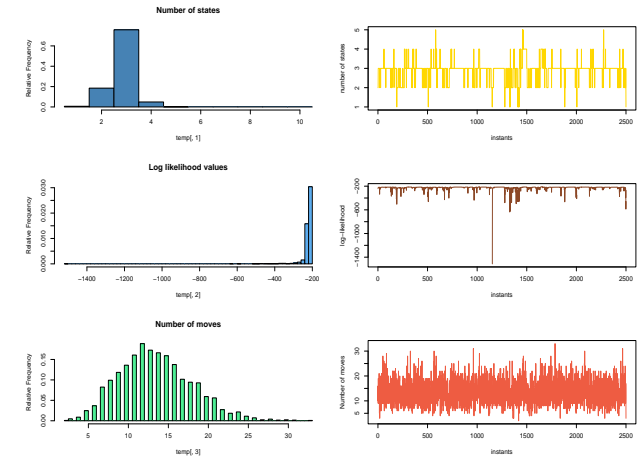 Number of states
Relative Frequency
0.0 0.2 0.4 0.6
2 4 6 8 10
temp[, 1]
number of states
1 2 3 4 5
0 500 1000 1500 2000 2500
instants
Log likelihood values
Relative Frequency
0.000 0.010 0.020 0.030
−1400 −1200 −1000 −800 −600 −400 −200
temp[, 2]
log−likelihood
−1400 −1000 −600 −200
0 500 1000 1500 2000 2500
instants
Number of moves
Relative Frequency
0.00 0.05 0.10 0.15
5 10 15 20 25 30
temp[, 3]
Number of moves
5 10 20 30
0 500 1000 1500 2000 2500
instants